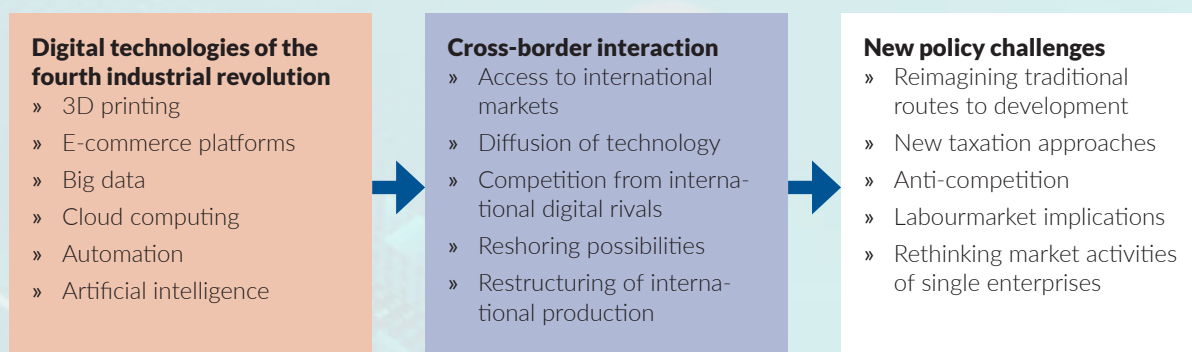 Digital technologies of the
fourth industrial revolution
» 3D printing
» E-commerce platforms
» Big data
» Cloud computing
» Automation
» Artificial intelligence
Cross-border interaction
» Access to international
markets
» Diffusion of technology
» Competition from interna-
tional digital rivals
» Reshoring possibilities
» Restructuring of interna-
tional production
New policy challenges
» Reimagining traditional
routes to development
» New taxation approaches
» Anti-competition
» Labourmarket implications
» Rethinking market activities
of single enterprises